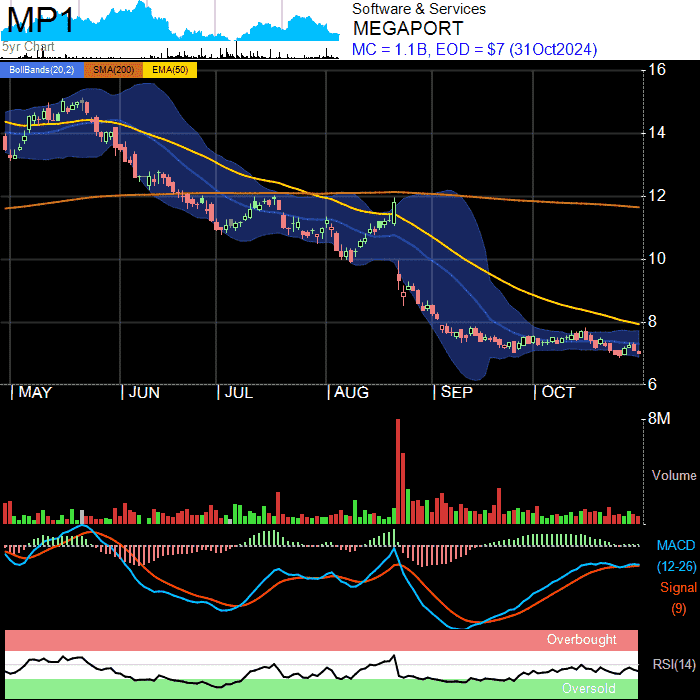 MP1
5yr Chart
Software & Services
MEGAPORT
MC = 1.1B, EOD = $7 (31Oct2024)
BollBands(20,2) SMA(200) EMA(50)
16
14
12
10
8
6
MAY JUN JUL AUG SEP OCT
8M
Volume
MACD
(12-26)
Signal
(9)
Overbought
RSI(14)
Oversold